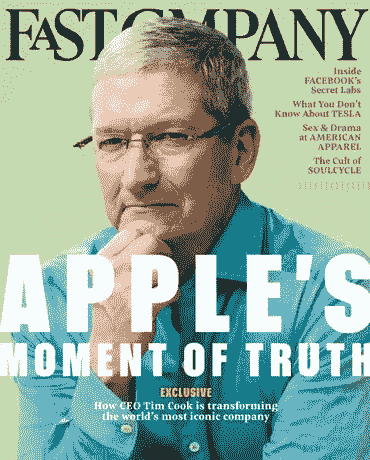 FAST COMPANY
Inside
FACEBOOK's
Secret Labs
What You Don't
Know About TESLA
Sex & Drama
at AMERICAN
APPAREL
The Cult of
SOULCYCLE
APPLE'S
MOMENT OF TRUTH
EXCLUSIVE
How CEO Tim Cook is transforming
the world's most iconic company